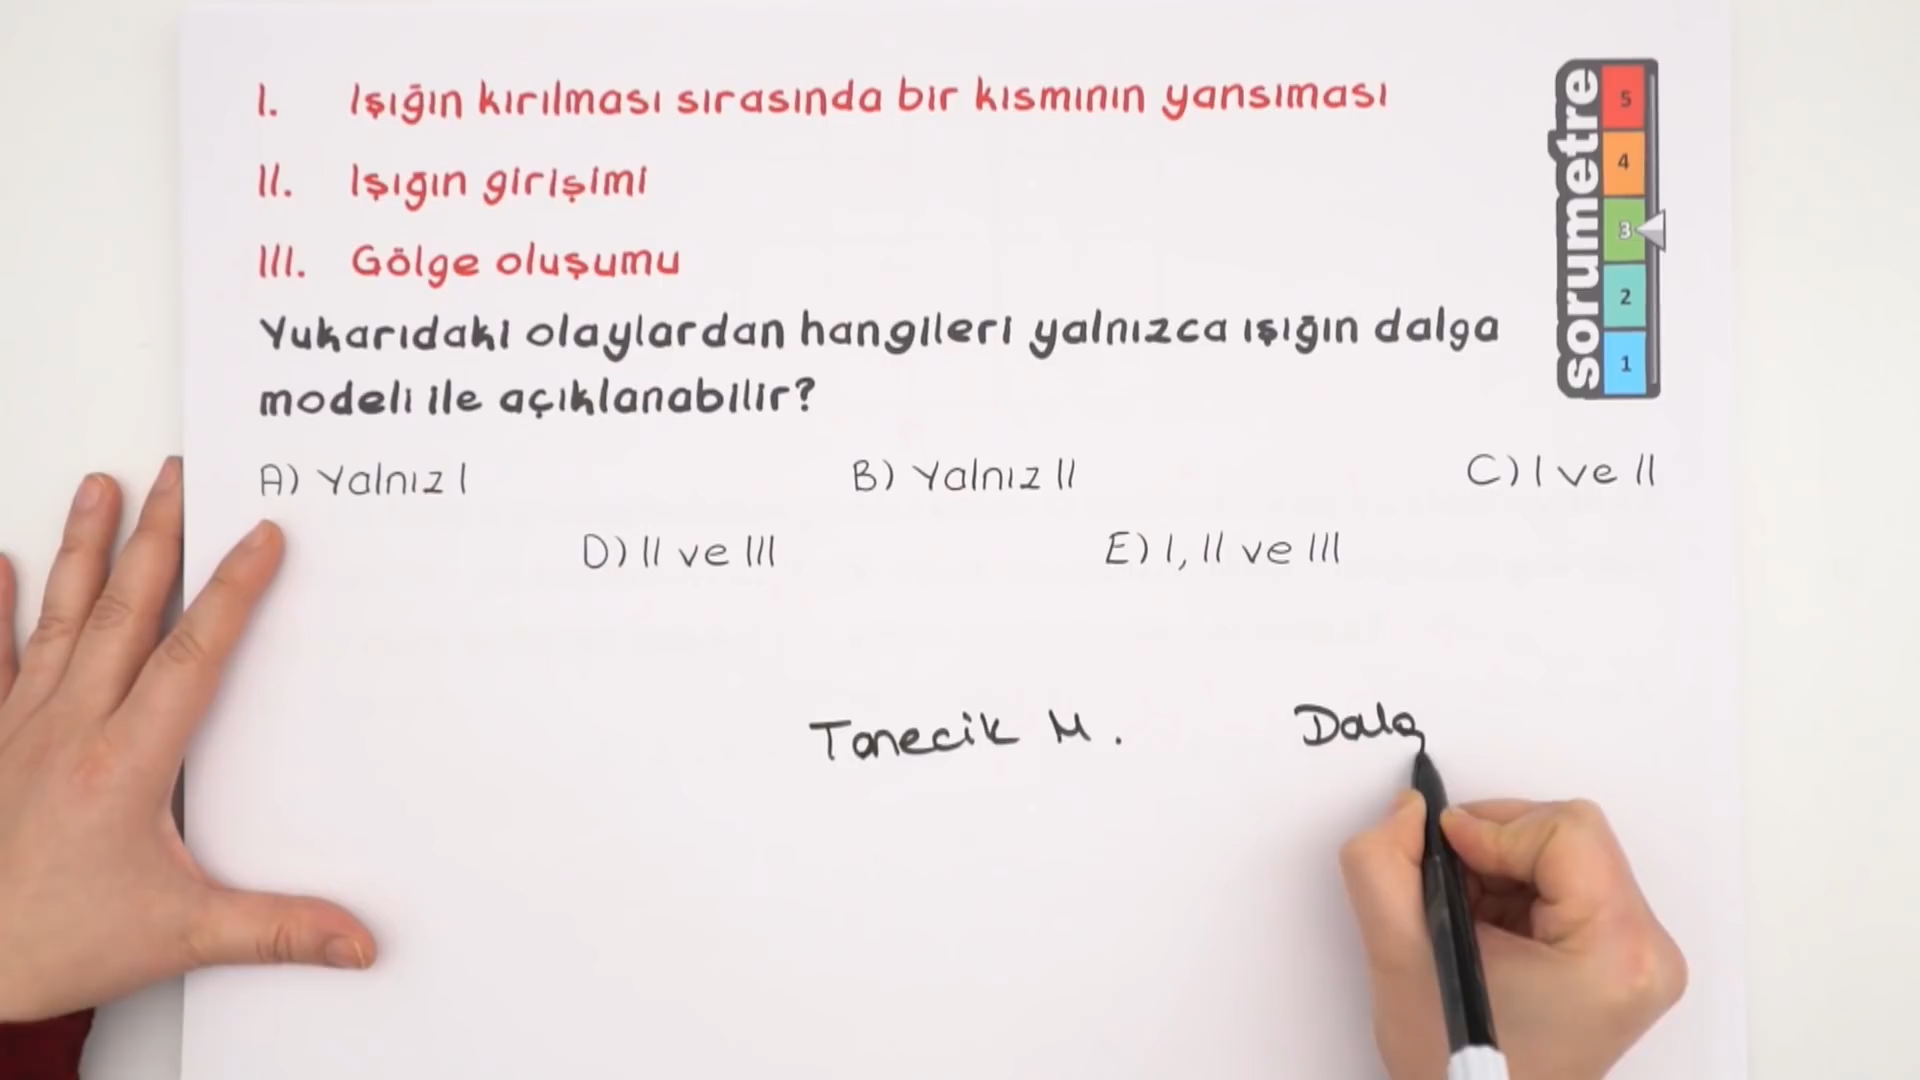 I. Işığın kırılması sırasında bir kısmının yansıması
II. Işığın girişimi
III. Gölge oluşumu
Yukarıdaki olaylardan hangileri yalnızca ışığın dalga
modeli ile açıklanabilir?
A) Yalnız I B) Yalnız II C) I ve II
D) II ve III E) I, II ve III
Tanecik M. Dalg
sorumetre
5
4
3
2
1